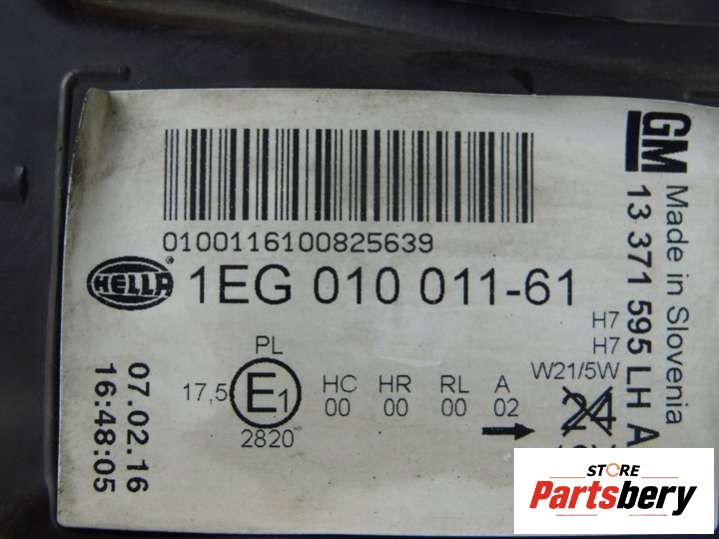 0100116100825639
HELLA
1EG 010 011-61
GM
13 371 595 LH A
Made in Slovenia
07.02.16
16:48:05
PL
17,5
E1
2820
HC HR RL A
00 00 00 02
H7
H7
W21/5W
STORE
Partsbery